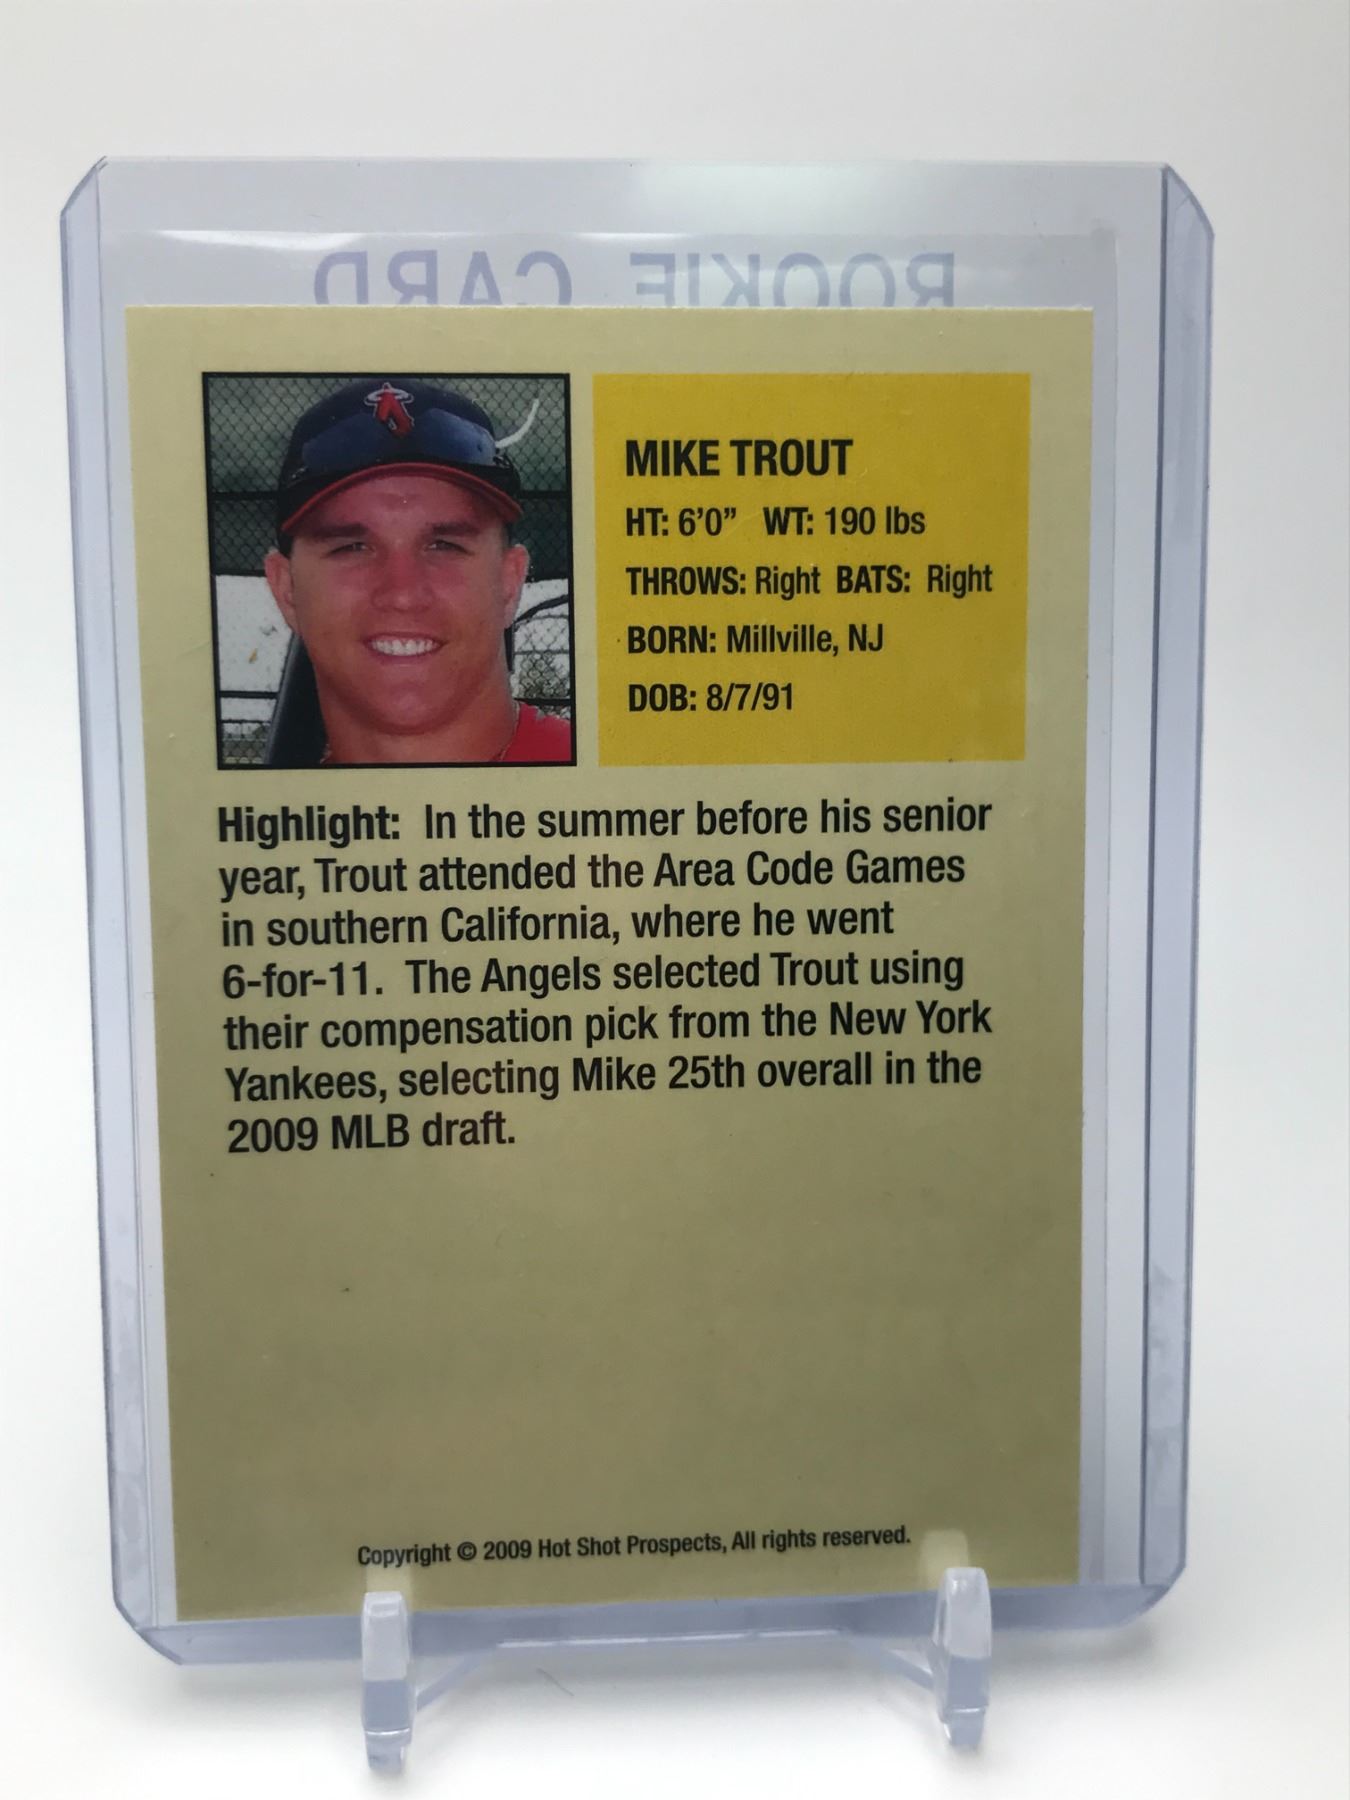 ROOKIE CARD
MIKE TROUT
HT: 6'0” WT: 190 lbs
THROWS: Right BATS: Right
BORN: Millville, NJ
DOB: 8/7/91
Highlight: In the summer before his senior
year, Trout attended the Area Code Games
in southern California, where he went
6-for-11. The Angels selected Trout using
their compensation pick from the New York
Yankees, selecting Mike 25th overall in the
2009 MLB draft.
Copyright © 2009 Hot Shot Prospects, All rights reserved.